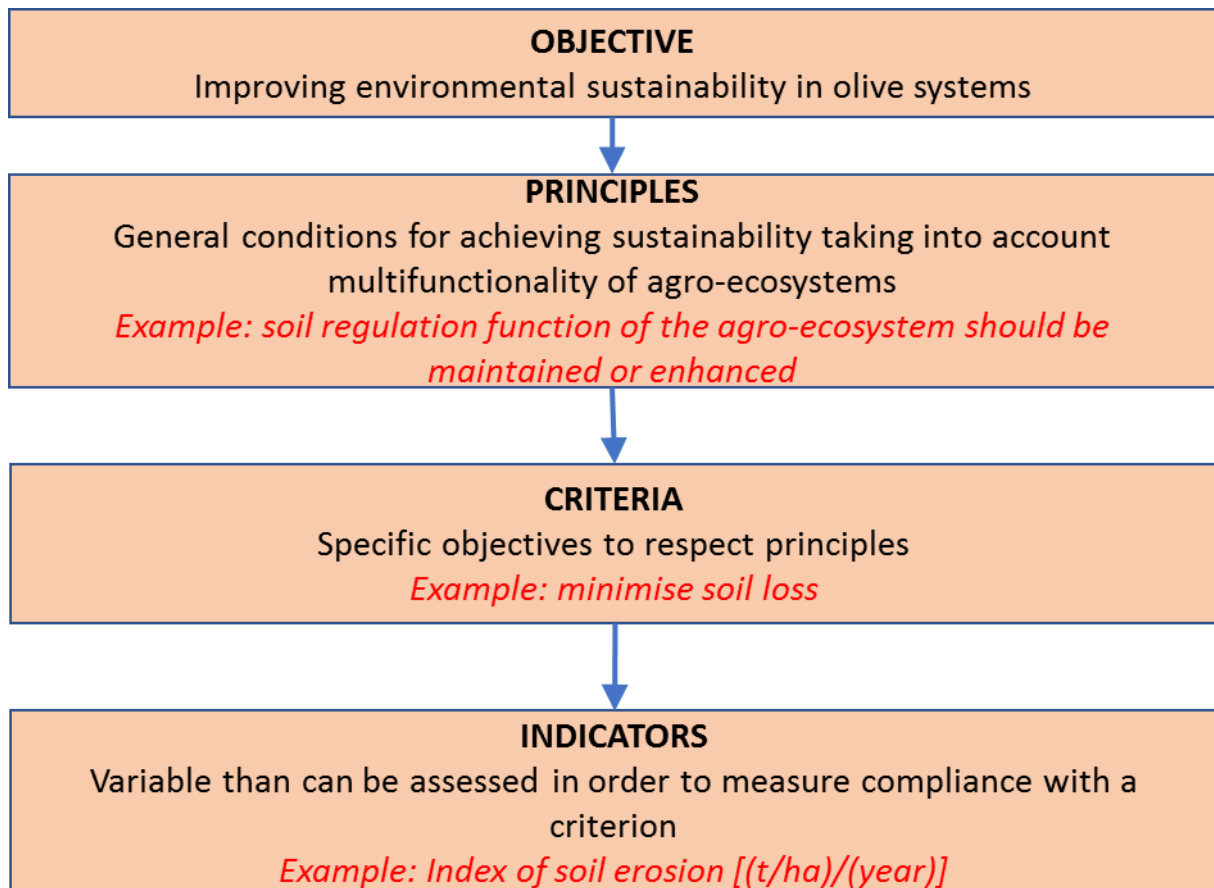 OBJECTIVE
Improving environmental sustainability in olive systems
PRINCIPLES
General conditions for achieving sustainability taking into account
multifunctionality of agro-ecosystems
Example: soil regulation function of the agro-ecosystem should be
maintained or enhanced
CRITERIA
Specific objectives to respect principles
Example: minimise soil loss
INDICATORS
Variable than can be assessed in order to measure compliance with a
criterion
Example: Index of soil erosion [(t/ha)/(year)]